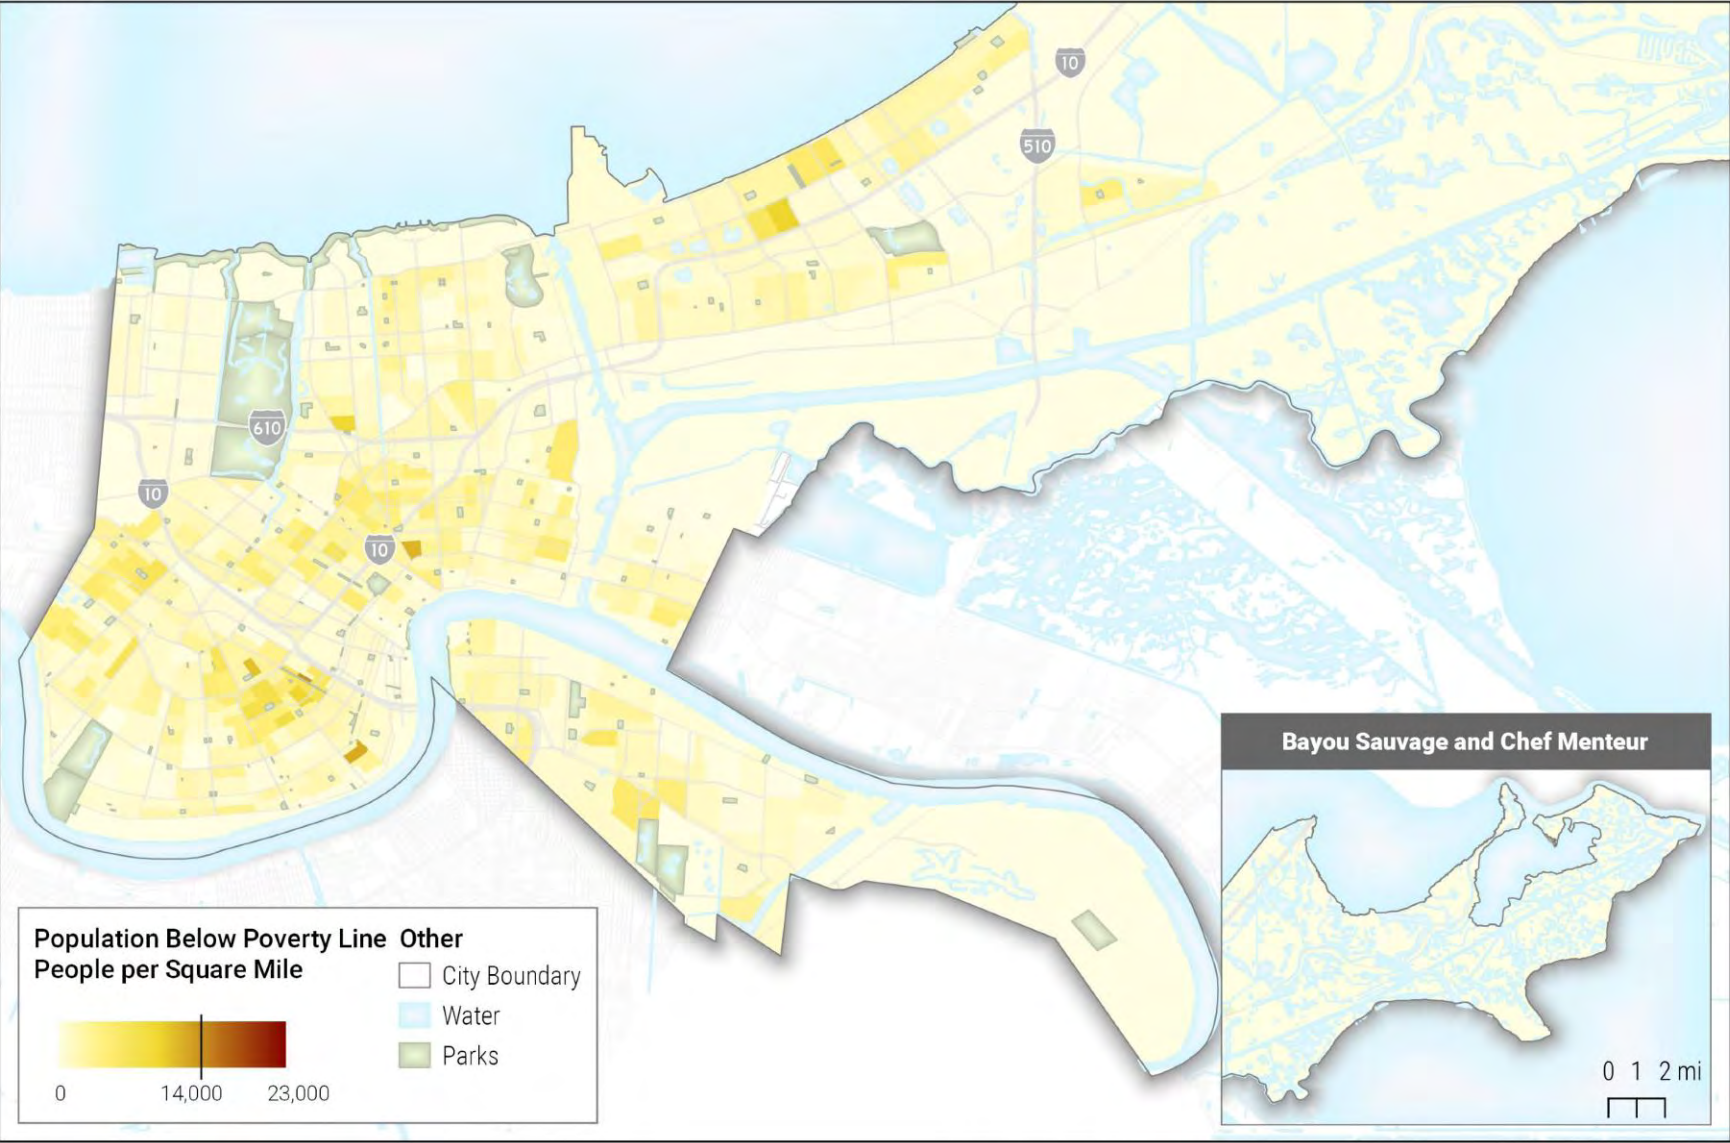 10
510
610
10
10
Bayou Sauvage and Chef Menteur
0 1 2 mi
Population Below Poverty Line
People per Square Mile
0 14,000 23,000
Other
City Boundary
Water
Parks